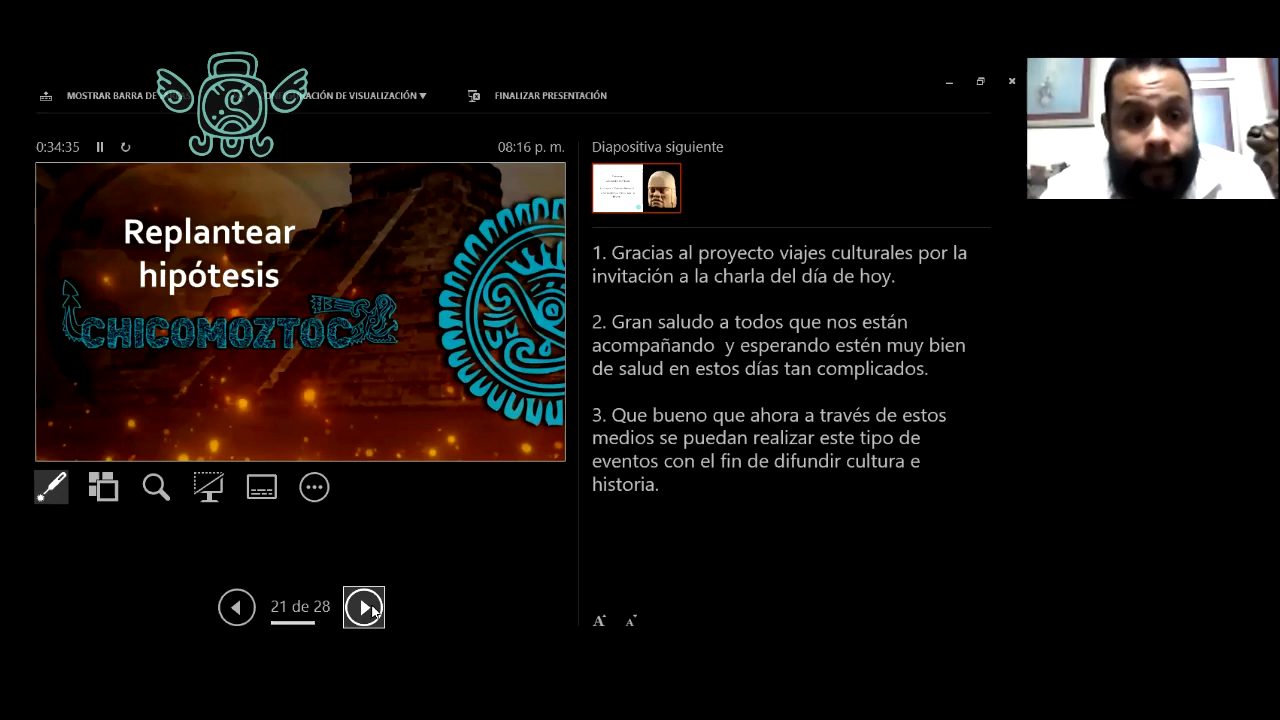 MOSTRAR BARRA DE
ACIÓN DE VISUALIZACIÓN
FINALIZAR PRESENTACIÓN
0:34:35
08:16 p. m.
Diapositiva siguiente
Replantear
hipótesis
CHICOMOZTOC
1. Gracias al proyecto viajes culturales por la
invitación a la charla del día de hoy.
2. Gran saludo a todos que nos están
acompañando y esperando estén muy bien
de salud en estos días tan complicados.
3. Que bueno que ahora a través de estos
medios se puedan realizar este tipo de
eventos con el fin de difundir cultura e
historia.
21 de 28
A A